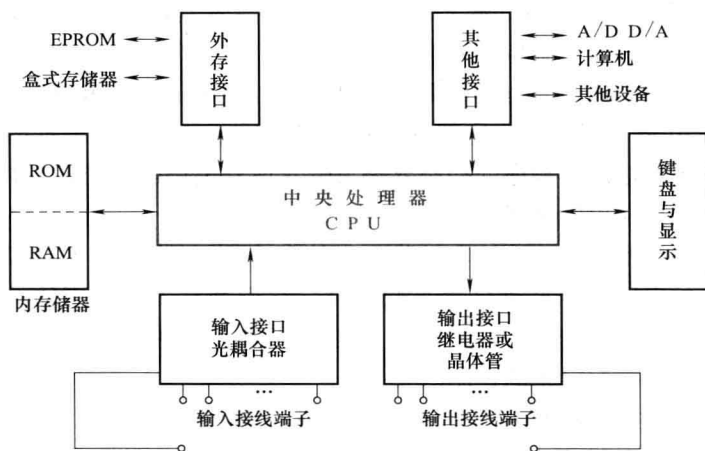 EPROM
盒式存储器
外存接口
其他接口
A/D D/A
计算机
其他设备
ROM
RAM
内存储器
中央处理器
CPU
键盘与显示
输入接口
光耦合器
输出接口
继电器或
晶体管
...
...
输入接线端子
输出接线端子